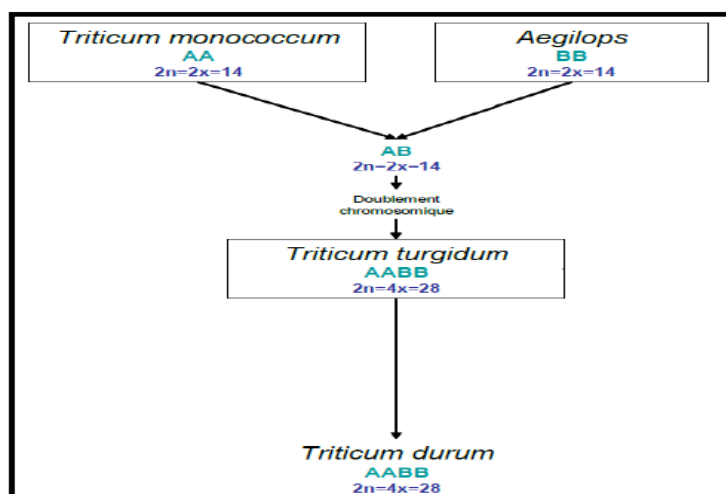 Triticum monococcum
AA
2n=2x=14
Aegilops
BB
2n=2x=14
AB
2n=2x=14
Doublement
chromosomique
Triticum turgidum
AABB
2n=4x=28
Triticum durum
AABB
2n=4x=28